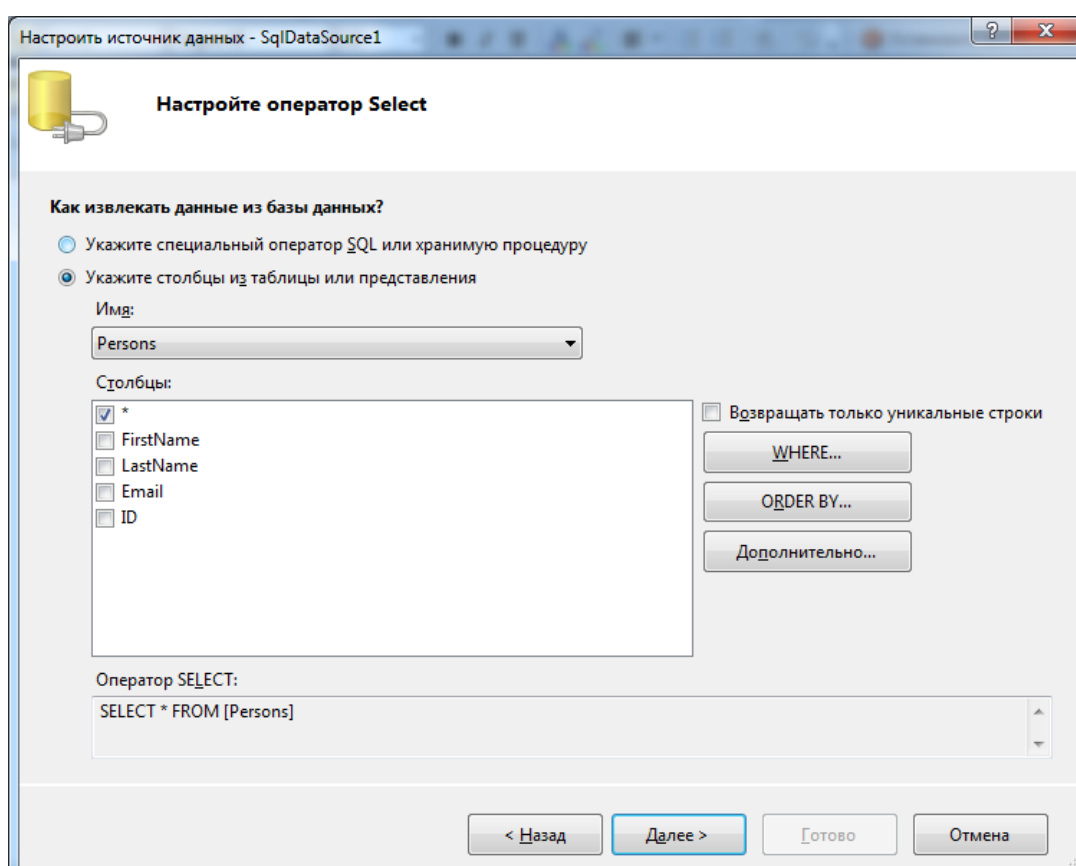 Настроить источник данных - SqlDataSource1
?
Настройте оператор Select
Как извлекать данные из базы данных?
Укажите специальный оператор SQL или хранимую процедуру
Укажите столбцы из таблицы или представления
Имя:
Persons
Столбцы:
*
FirstName
LastName
Email
ID
Возвращать только уникальные строки
WHERE...
ORDER BY...
Дополнительно...
Оператор SELECT:
SELECT * FROM [Persons]
< Назад
Далее >
Готово
Отмена